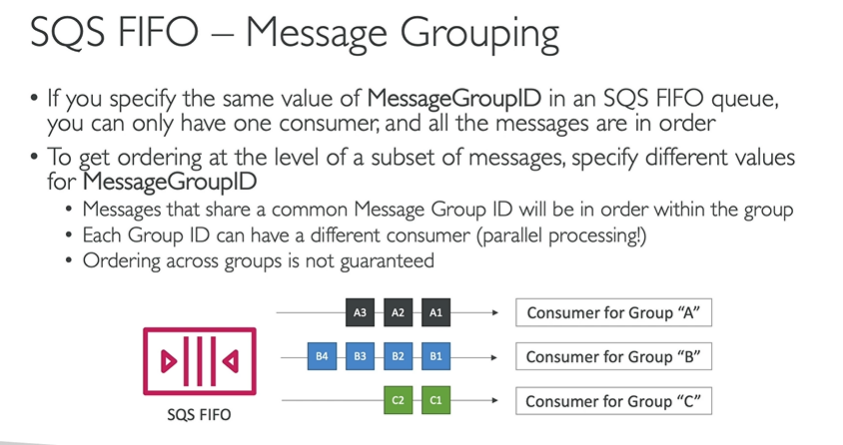 SQS FIFO – Message Grouping
• If you specify the same value of MessageGroupID in an SQS FIFO queue,
you can only have one consumer, and all the messages are in order
• To get ordering at the level of a subset of messages, specify different values
for MessageGroupID
• Messages that share a common Message Group ID will be in order within the group
• Each Group ID can have a different consumer (parallel processing!)
• Ordering across groups is not guaranteed
A3 A2 A1 Consumer for Group “A”
B4 B3 B2 B1 Consumer for Group “B”
C2 C1 Consumer for Group “C”
SQS FIFO